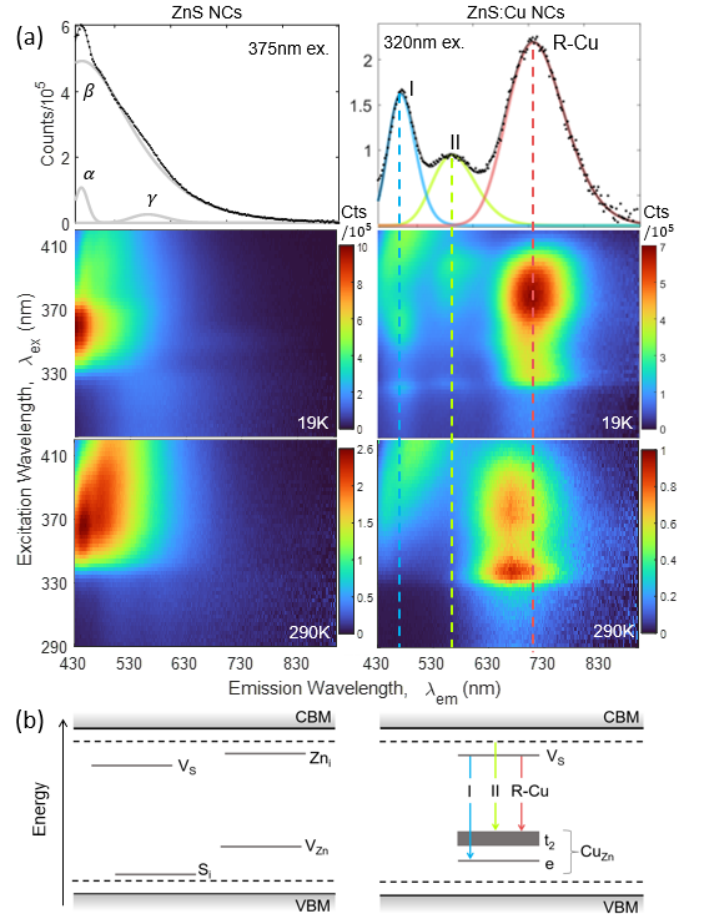 (a)
ZnS NCs
ZnS:Cu NCs
375nm ex.
320nm ex.
R-Cu
I
II
β
α
γ
Counts/10⁵
6
4
2
0
2
1.5
1
Cts
/10⁵
10
8
6
4
2
0
Cts
/10⁵
7
6
5
4
3
2
1
0
410
370
330
19K
19K
Excitation Wavelength, λex (nm)
410
370
330
290
290K
290K
2.6
2
1.5
1
0.5
0
1
0.8
0.6
0.4
0.2
0
430 530 630 730 830
430 530 630 730 830
Emission Wavelength, λem (nm)
(b)
Energy
CBM
VS
Zni
VZn
Si
VBM
CBM
VS
I II R-Cu
t2
e
CuZn
VBM